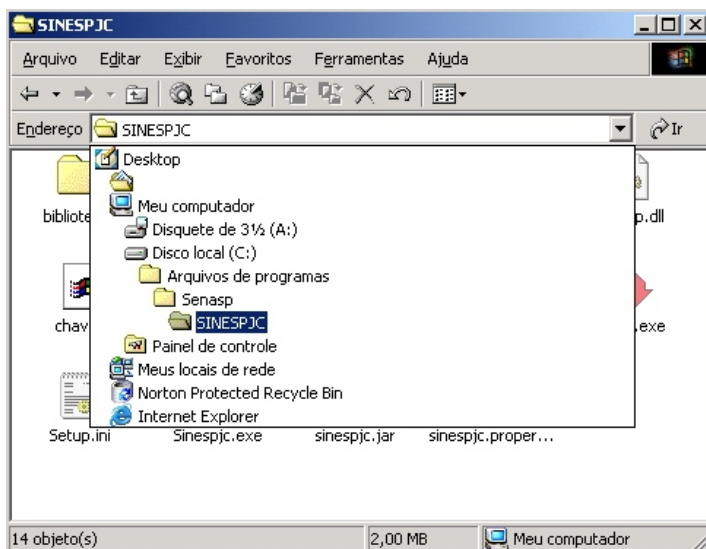 SINESPJC
Arquivo Editar Exibir Favoritos Ferramentas Ajuda
Endereço SINESPJC Ir
Desktop
Meu computador
Disquete de 3½ (A:)
Disco local (C:)
Arquivos de programas
Senasp
SINESPJC
Painel de controle
Meus locais de rede
Norton Protected Recycle Bin
Internet Explorer
bibliote
p.dll
chav
.exe
Setup.ini Sinespjc.exe sinespjc.jar sinespjc.proper...
14 objeto(s) 2,00 MB Meu computador